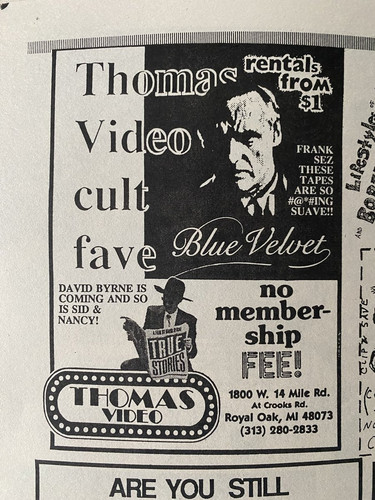 Thomas
Video
cult
fave
rentals
from
$1
FRANK
SEZ
THESE
TAPES
ARE SO
#@*#ING
SUAVE!!
Blue Velvet
DAVID BYRNE IS
COMING AND SO
IS SID &
NANCY!
TRUE
STORIES
no
member-
ship
FEE!
THOMAS
VIDEO
1800 W. 14 Mile Rd.
At Crooks Rd.
Royal Oak, MI 48073
(313) 280-2833
ARE YOU STILL